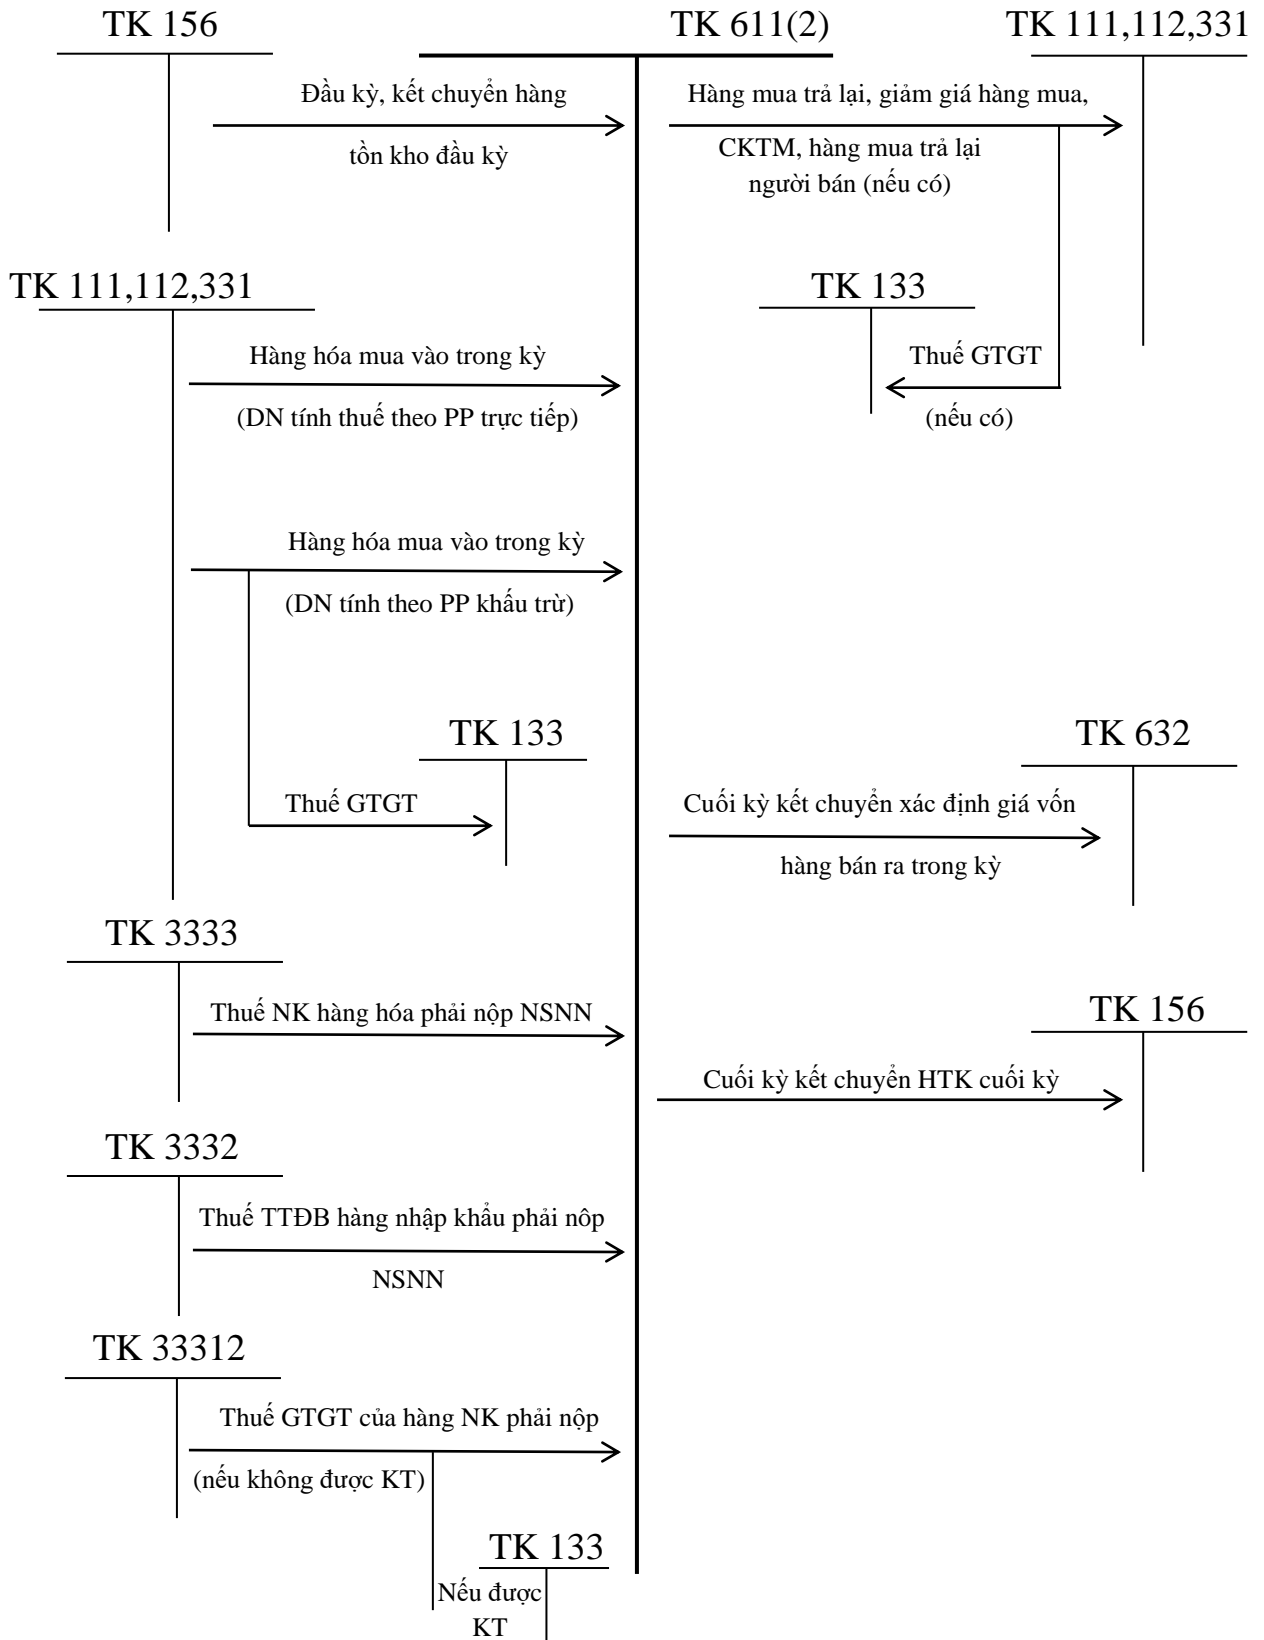 TK 156
TK 611(2)
TK 111,112,331
Đầu kỳ, kết chuyển hàng
tồn kho đầu kỳ
Hàng mua trả lại, giảm giá hàng mua,
CKTM, hàng mua trả lại
người bán (nếu có)
TK 111,112,331
TK 133
Hàng hóa mua vào trong kỳ
(DN tính thuế theo PP trực tiếp)
Thuế GTGT
(nếu có)
Hàng hóa mua vào trong kỳ
(DN tính theo PP khấu trừ)
TK 133
Thuế GTGT
TK 632
Cuối kỳ kết chuyển xác định giá vốn
hàng bán ra trong kỳ
TK 3333
Thuế NK hàng hóa phải nộp NSNN
TK 156
Cuối kỳ kết chuyển HTK cuối kỳ
TK 3332
Thuế TTĐB hàng nhập khẩu phải nôp
NSNN
TK 33312
Thuế GTGT của hàng NK phải nộp
(nếu không được KT)
TK 133
Nếu được
KT